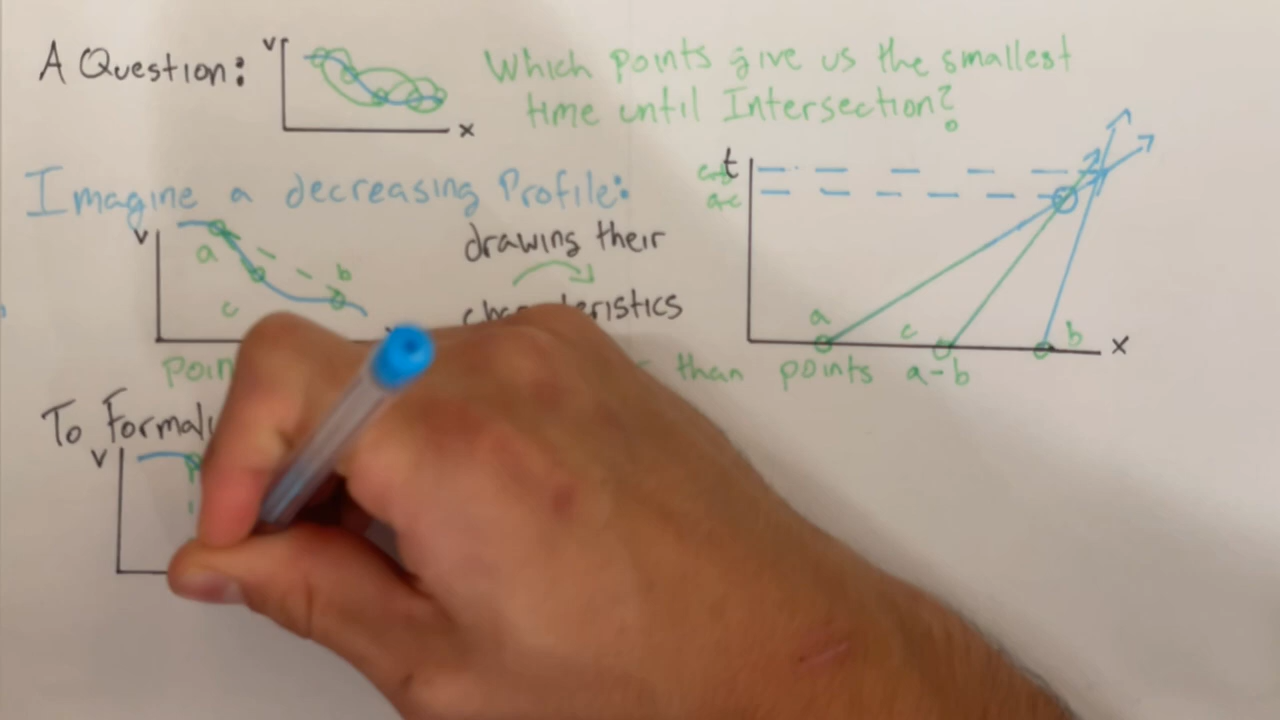 A Question:
v
x
Which points give us the smallest
time until Intersection?
Imagine a decreasing Profile:
v
a
c
b
drawing their
characteristics
t
c-b
a-c
a
c
b
x
than points a-b
To
v